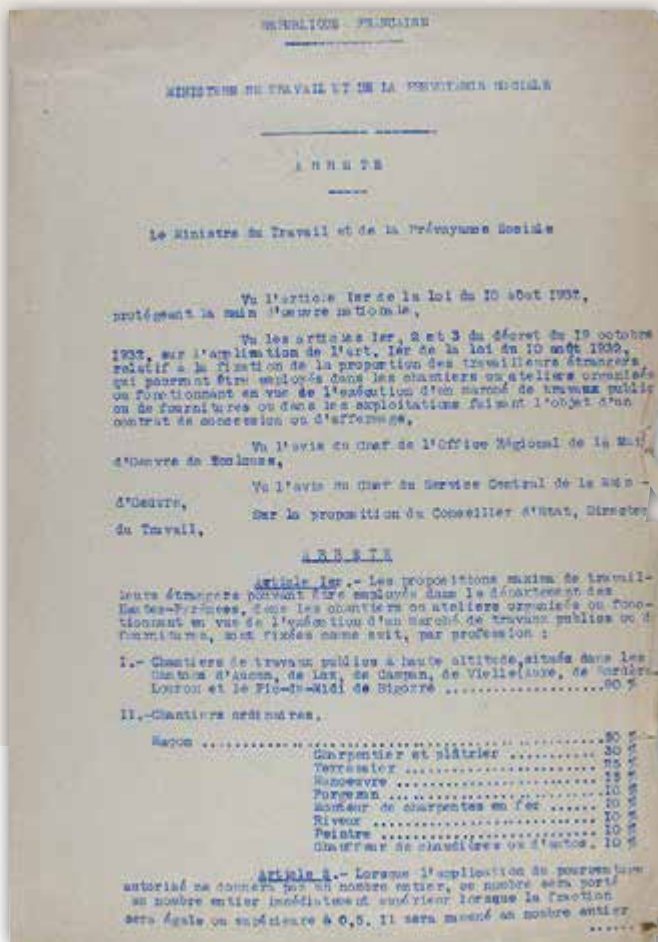 REPUBLIQUE FRANCAISE
MINISTERE DU TRAVAIL ET DE LA PREVOYANCE SOCIALE
ARRETE
Le Ministre du Travail et de la Prévoyance Sociale
Vu l'article Ier de la loi du 10 août 1932,
protégeant la main d'oeuvre nationale,
Vu les articles Ier, 2 et 3 du décret du 19 octobre
1932, sur l'application de l'art. Ier de la loi du 10 août 1932,
relatif à la fixation de la proportion des travailleurs étrangers
qui pourront être employés dans les chantiers ou ateliers organisés
ou fonctionnant en vue de l'exécution d'un marché de travaux public
ou de fournitures ou dans les exploitations faisant l'objet d'un
contrat de concession ou d'affermage,
Vu l'avis du Chef de l'Office Régional de la Mai
d'Oeuvre de Toulouse,
Vu l'avis du Chef du Service Central de la Main -
d'Oeuvre,
Sur la proposition du Conseiller d'Etat, Directeu
du Travail,
ARRETE
Article Ier.- Les proportions maxima de travail-
leurs étrangers pouvant être employés dans le département des
Hautes-Pyrénées, dans les chantiers ou ateliers organisés ou fonc-
tionnant en vue de l'exécution d'un marché de travaux publics ou d
fournitures, sont fixées comme suit, par profession :
I.- Chantiers de travaux publics à haute altitude, situés dans les
Cantons d'Aucun, de Luz, de Campan, de Vielle-Aure, de Bordères-
Louron et le Pic-du-Midi de Bigorre ................
II.-Chantiers ordinaires.
Maçon ................
Charpentier et plâtrier ........... 30 %
Terrassier ................
Manoeuvre ................
Forgeron ................ 10 %
Monteur de charpentes en fer ...... 10 %
Riveur ................ 10 %
Peintre ................ 10 %
Chauffeur de chaudières ou d'autos. 10 %
Article 2.- Lorsque l'application du pourcentage
autorisé ne donnera pas un nombre entier, ce nombre sera porté
au nombre entier immédiatement supérieur lorsque la fraction
sera égale ou supérieure à 0,5. Il sera ramené au nombre entier
......